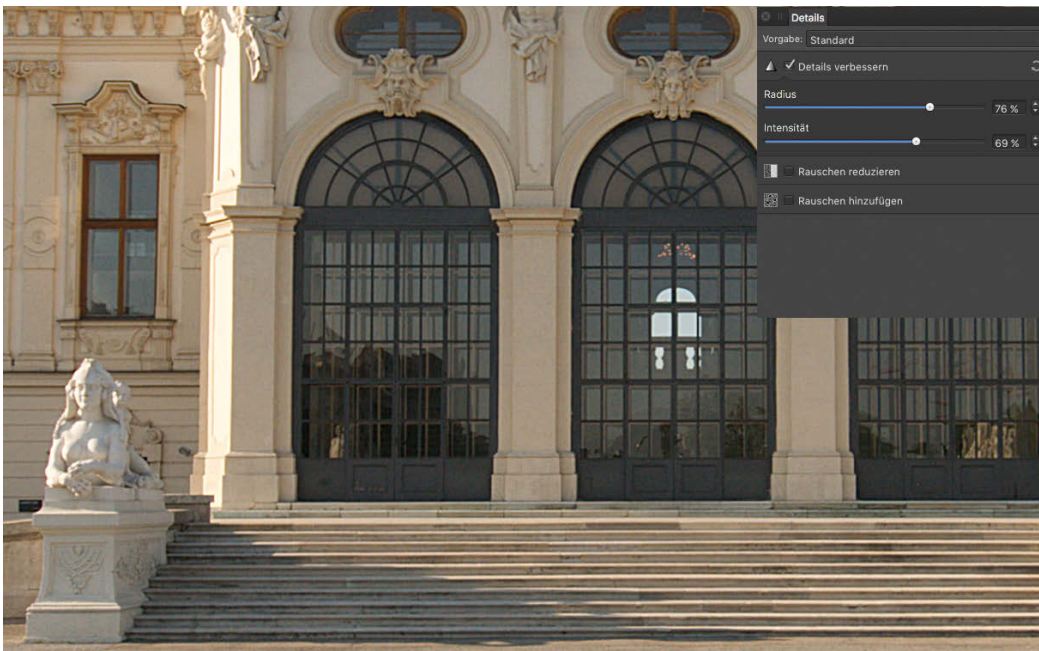 Details
Vorgabe: Standard
Details verbessern
Radius
76 %
Intensität
69 %
Rauschen reduzieren
Rauschen hinzufügen